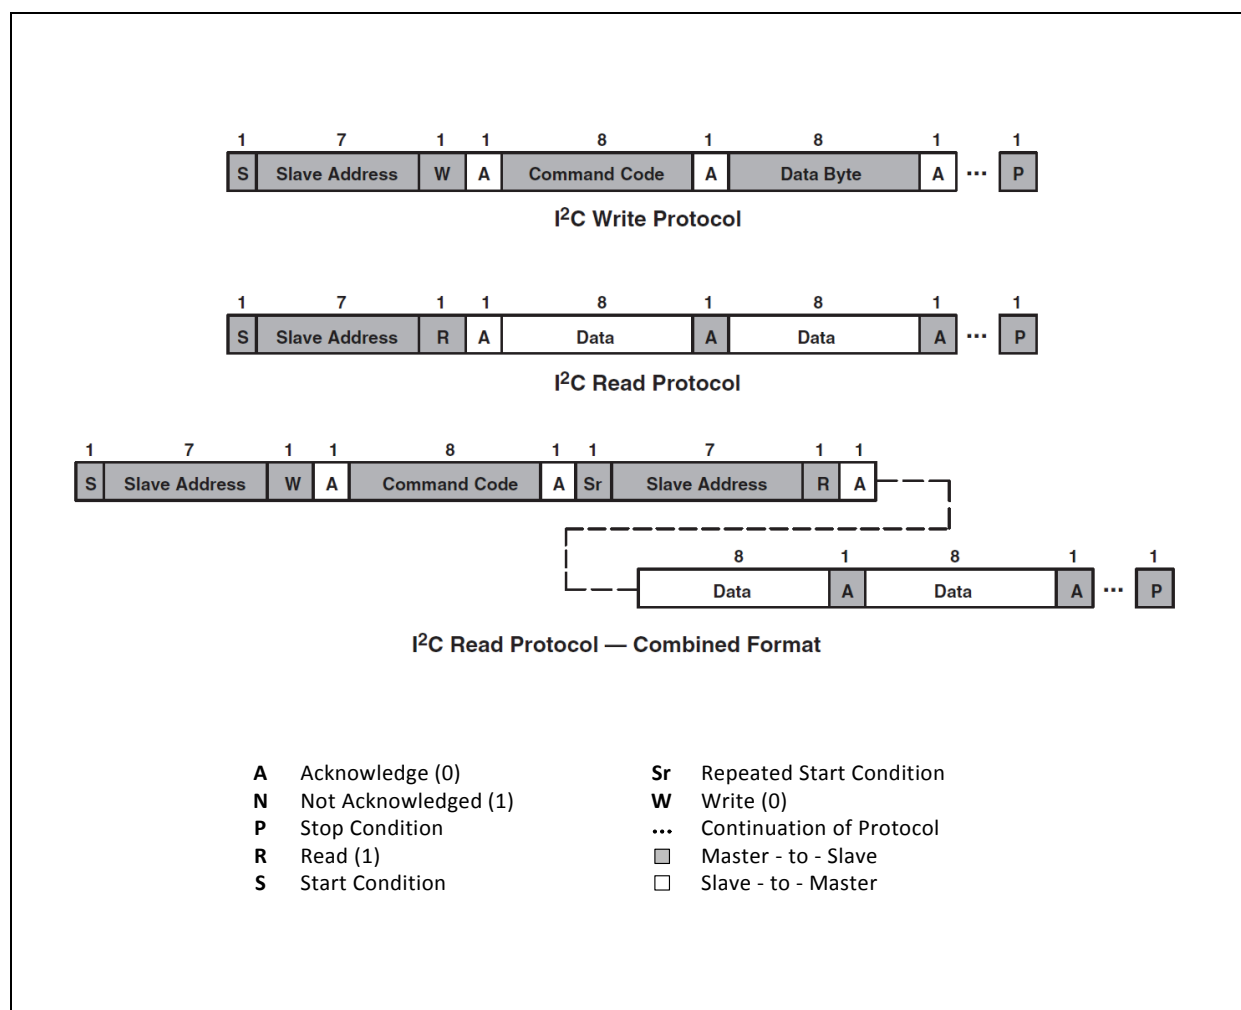 1 7 1 1 8 1 8 1 1
S Slave Address W A Command Code A Data Byte A ... P
I²C Write Protocol
1 7 1 1 8 1 8 1 1
S Slave Address R A Data A Data A ... P
I²C Read Protocol
1 7 1 1 8 1 1 7 1 1
S Slave Address W A Command Code A Sr Slave Address R A
8 1 8 1 1
Data A Data A ... P
I²C Read Protocol — Combined Format
A Acknowledge (0)
N Not Acknowledged (1)
P Stop Condition
R Read (1)
S Start Condition
Sr Repeated Start Condition
W Write (0)
... Continuation of Protocol
Master - to - Slave
Slave - to - Master